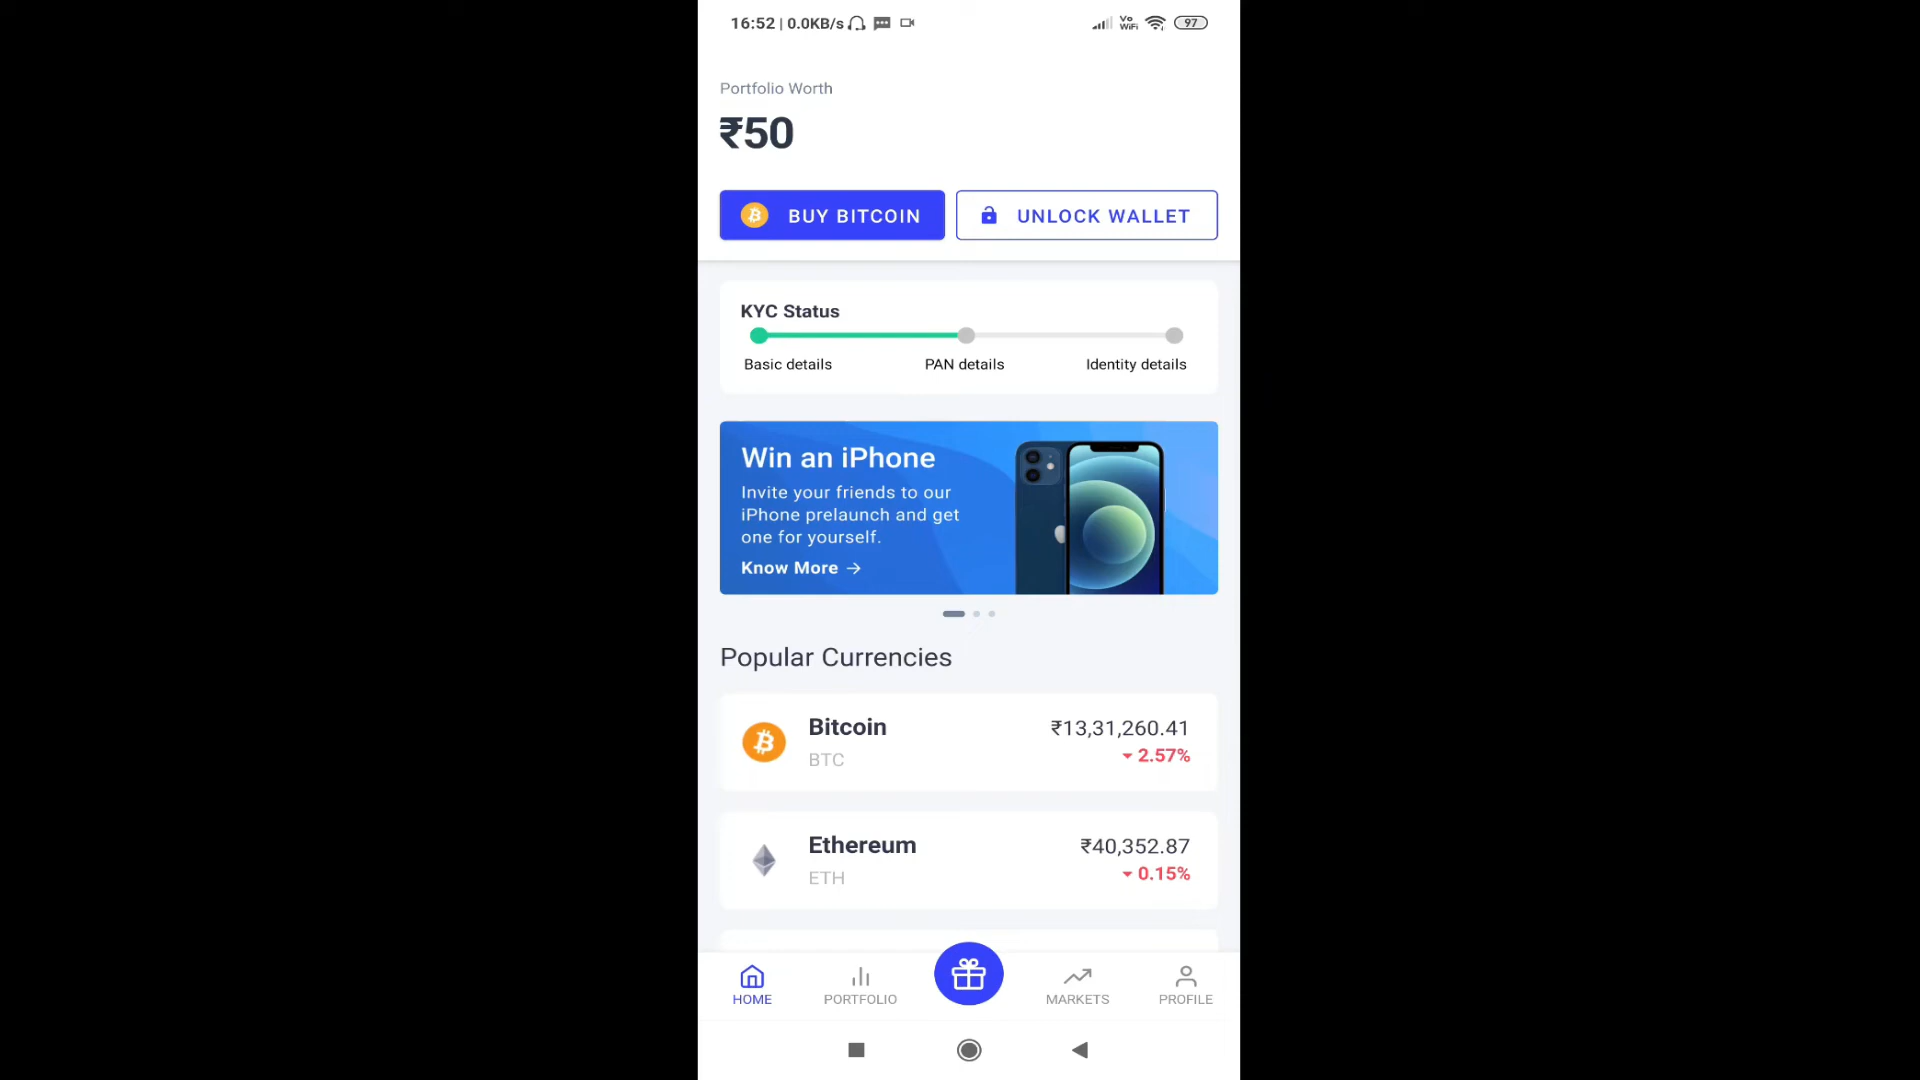 16:52 | 0.0KB/s
Vo
WiFi
97
Portfolio Worth
₹50
BUY BITCOIN
UNLOCK WALLET
KYC Status
Basic details
PAN details
Identity details
Win an iPhone
Invite your friends to our
iPhone prelaunch and get
one for yourself.
Know More →
Popular Currencies
Bitcoin
₹13,31,260.41
BTC
2.57%
Ethereum
₹40,352.87
ETH
0.15%
HOME
PORTFOLIO
MARKETS
PROFILE